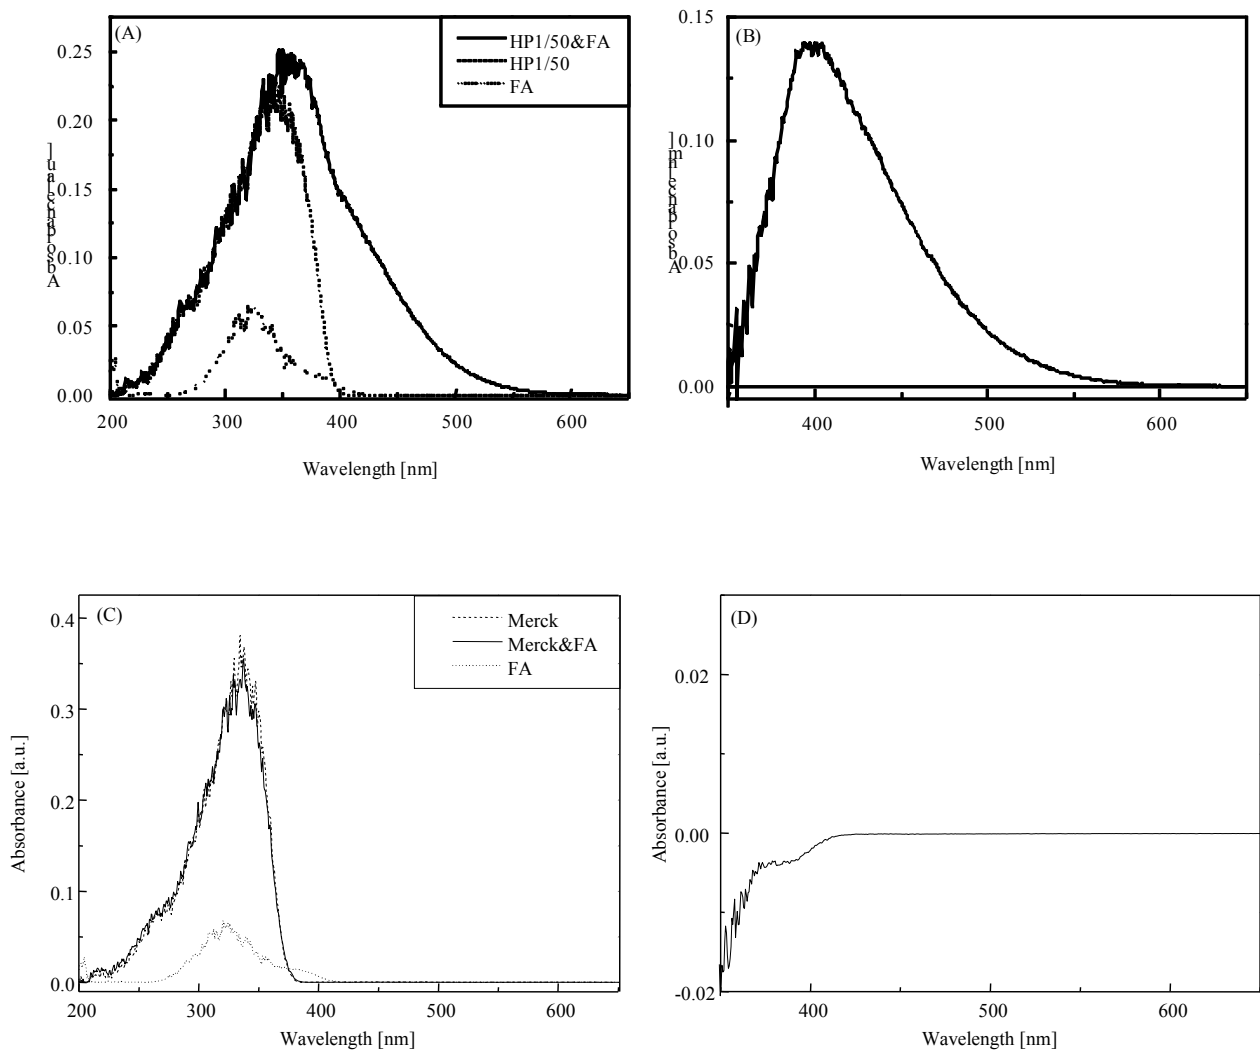 (A)
HP1/50&FA
HP1/50
FA
0.25
0.20
0.15
0.10
0.05
0.00
200
300
400
500
600
Wavelength [nm]
(B)
0.15
0.10
0.05
0.00
400
500
600
Wavelength [nm]
(C)
Merck
Merck&FA
FA
0.4
0.3
0.2
0.1
0.0
200
300
400
500
600
Absorbance [a.u.]
Wavelength [nm]
(D)
0.02
0.00
-0.02
400
500
600
Absorbance [a.u.]
Wavelength [nm]